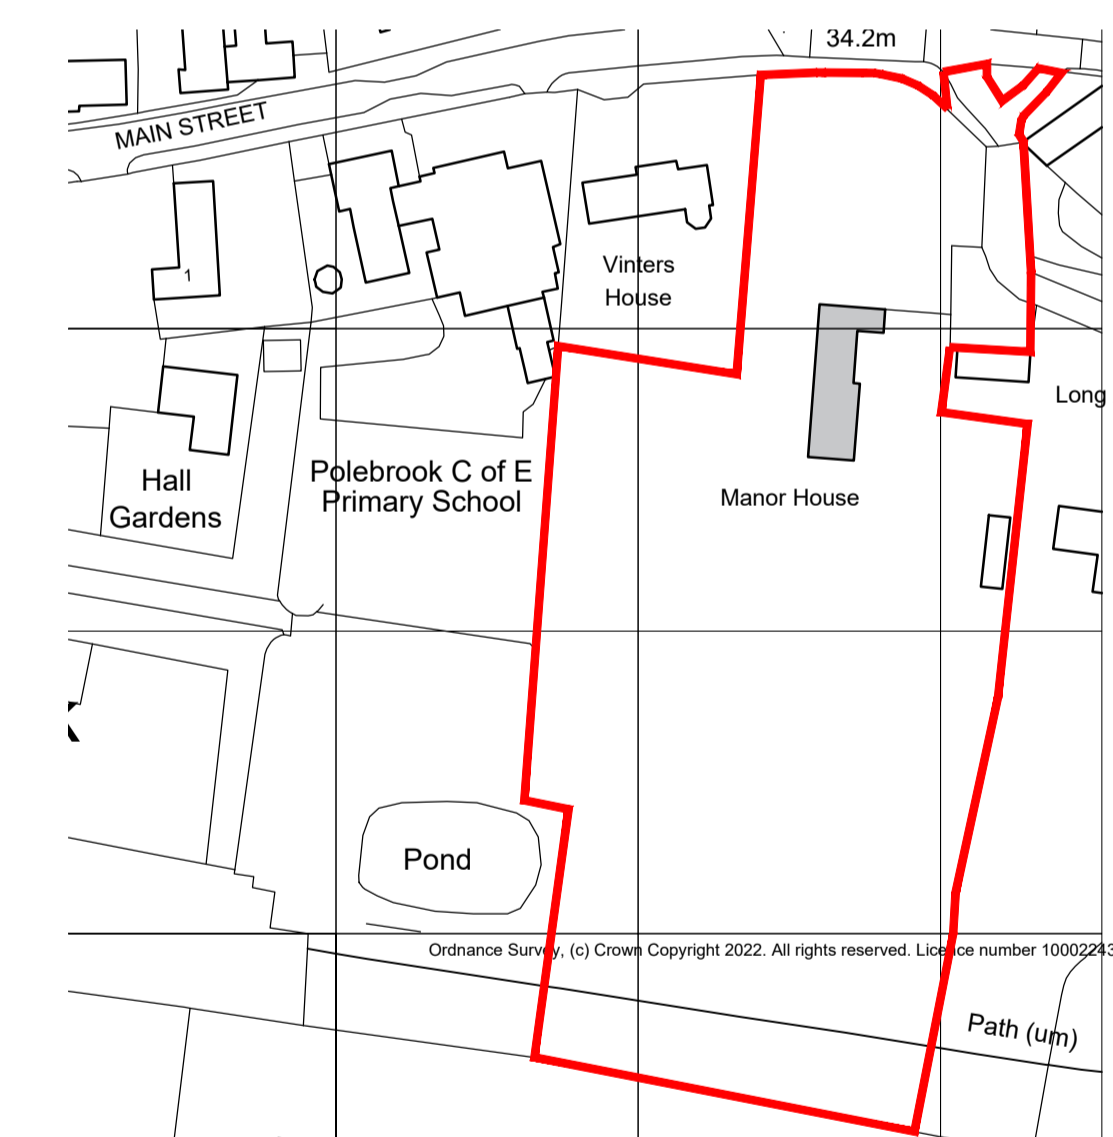 34.2m
MAIN STREET
1
Vinters
House
Long
Hall
Gardens
Polebrook C of E
Primary School
Manor House
Pond
Ordnance Survey, (c) Crown Copyright 2022. All rights reserved. Licence number 10002243
Path (um)